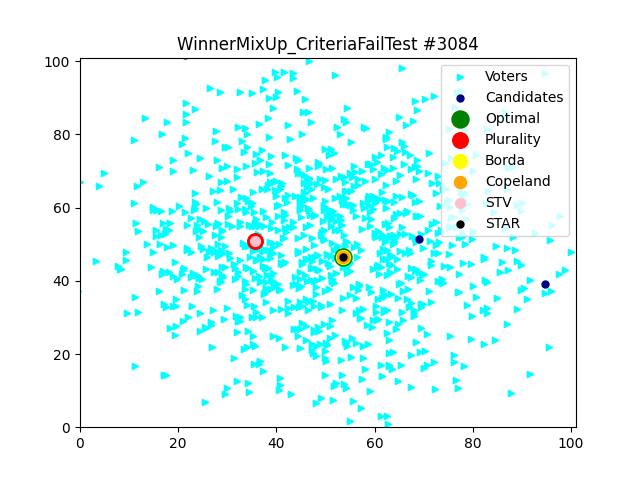 WinnerMixUp_CriteriaFailTest #3084
100
80
60
40
20
0
0 20 40 60 80 100
Voters
Candidates
Optimal
Plurality
Borda
Copeland
STV
STAR